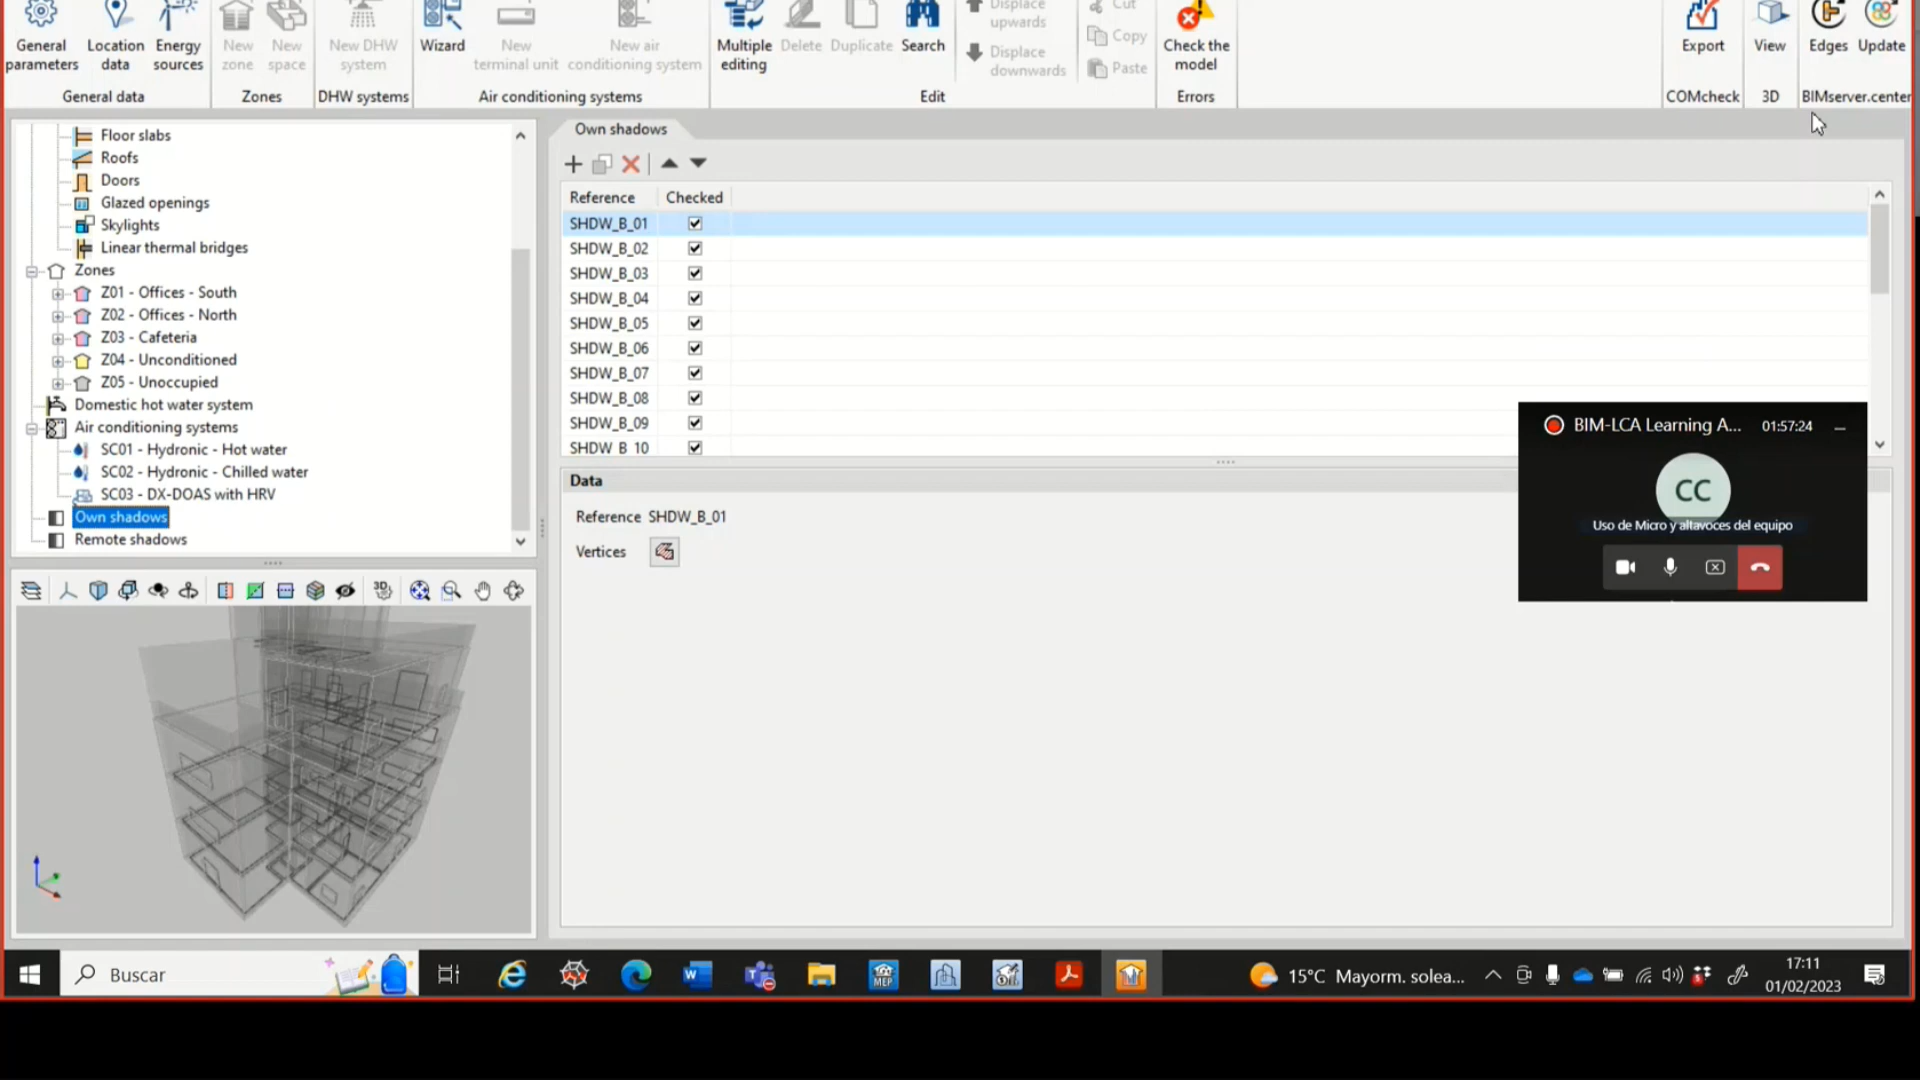 General parameters
Location data
Energy sources
New zone
New space
New DHW system
Wizard
New terminal unit
New air conditioning system
Multiple editing
Delete
Duplicate
Search
Displace upwards
Displace downwards
Cut
Copy
Paste
Check the model
Export
View
Edges
Update
General data
Zones
DHW systems
Air conditioning systems
Edit
Errors
COMcheck
3D
BIMserver.center
Floor slabs
Roofs
Doors
Glazed openings
Skylights
Linear thermal bridges
Zones
Z01 - Offices - South
Z02 - Offices - North
Z03 - Cafeteria
Z04 - Unconditioned
Z05 - Unoccupied
Domestic hot water system
Air conditioning systems
SC01 - Hydronic - Hot water
SC02 - Hydronic - Chilled water
SC03 - DX-DOAS with HRV
Own shadows
Remote shadows
3D
Own shadows
Reference Checked
SHDW_B_01
SHDW_B_02
SHDW_B_03
SHDW_B_04
SHDW_B_05
SHDW_B_06
SHDW_B_07
SHDW_B_08
SHDW_B_09
SHDW_B_10
Data
Reference SHDW_B_01
Vertices
BIM-LCA Learning A... 01:57:24
CC
Uso de Micro y altavoces del equipo
Buscar
MEP
15°C Mayorm. solea...
17:11
01/02/2023